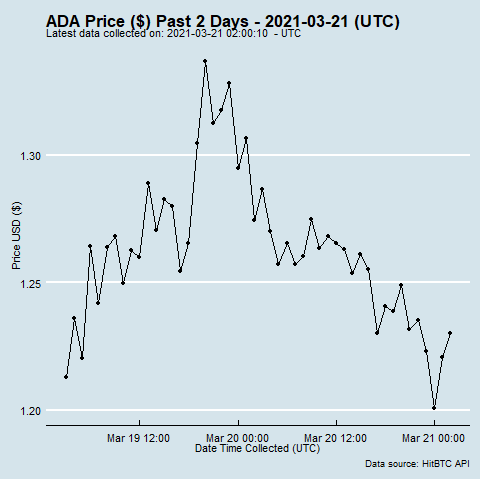 ADA Price ($) Past 2 Days - 2021-03-21 (UTC)
Latest data collected on: 2021-03-21 02:00:10  - UTC
1.30
Price USD ($)
1.25
1.20
Mar 19 12:00
Mar 20 00:00
Mar 20 12:00
Mar 21 00:00
Date Time Collected (UTC)
Data source: HitBTC API